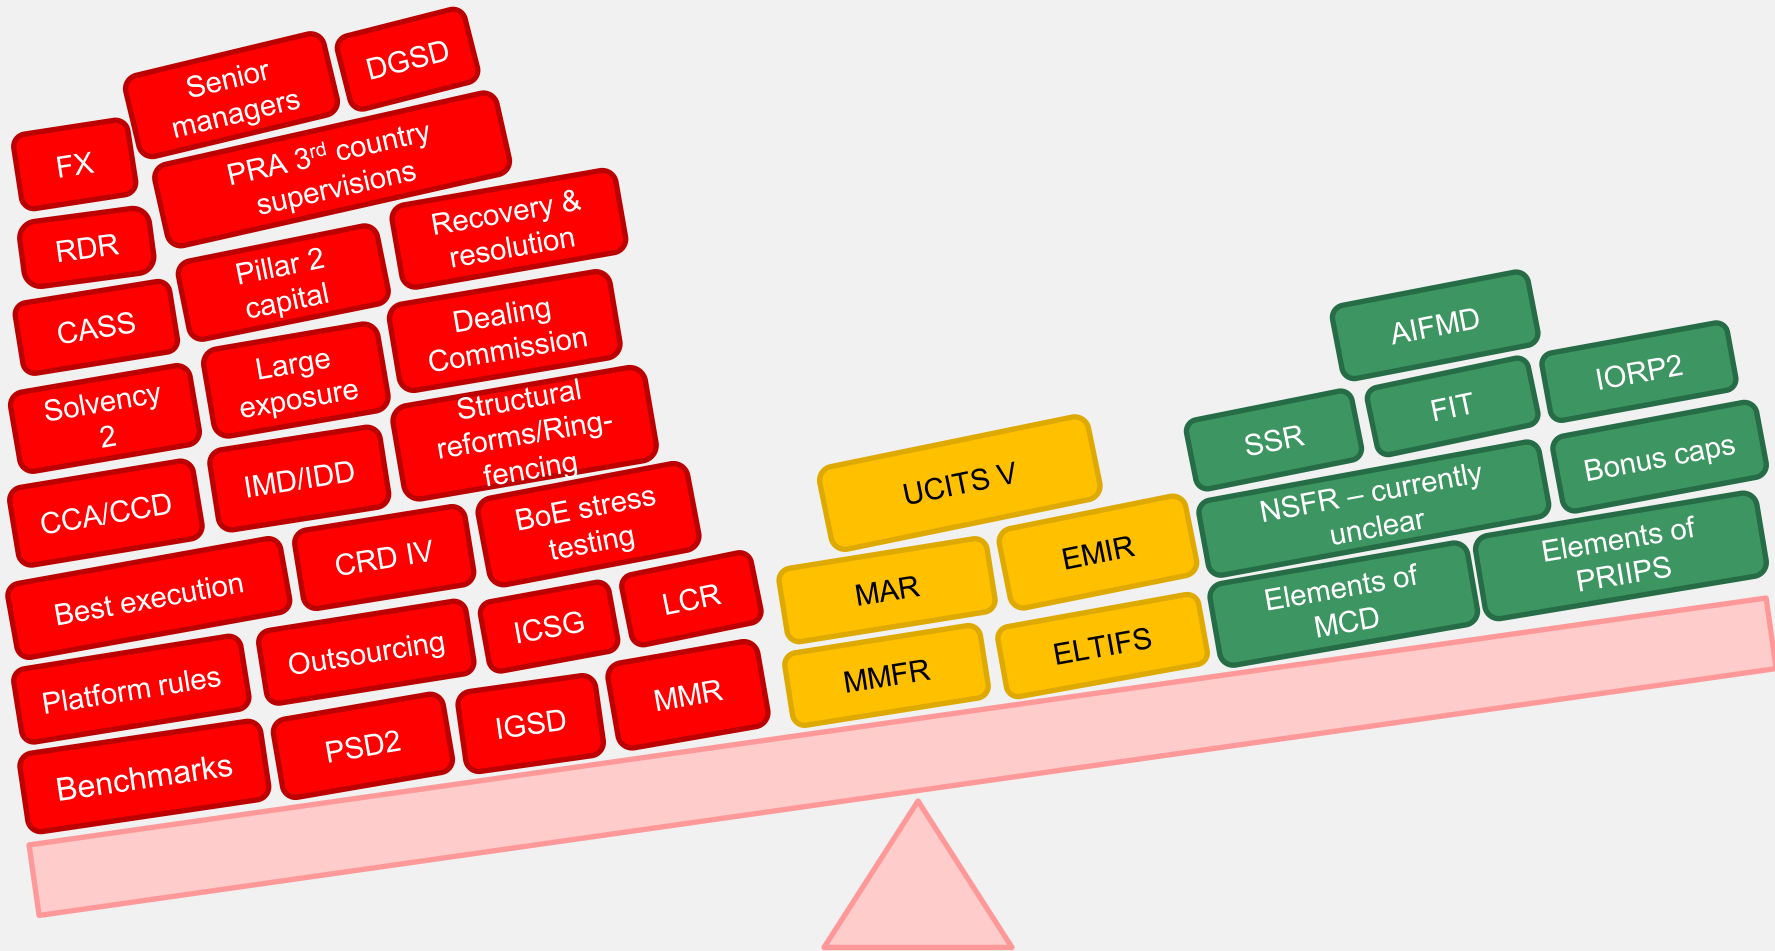 Senior
managers
DGSD
FX
PRA 3rd country
supervisions
RDR
Pillar 2
capital
Recovery &
resolution
CASS
Large
exposure
Dealing
Commission
Solvency
2
IMD/IDD
Structural
reforms/Ring-
fencing
CCA/CCD
CRD IV
BoE stress
testing
Best execution
Outsourcing
ICSG
LCR
Platform rules
Benchmarks
PSD2
IGSD
MMR
UCITS V
MAR
EMIR
MMFR
ELTIFS
AIFMD
SSR
FIT
IORP2
NSFR – currently
unclear
Bonus caps
Elements of
MCD
Elements of
PRIIPS